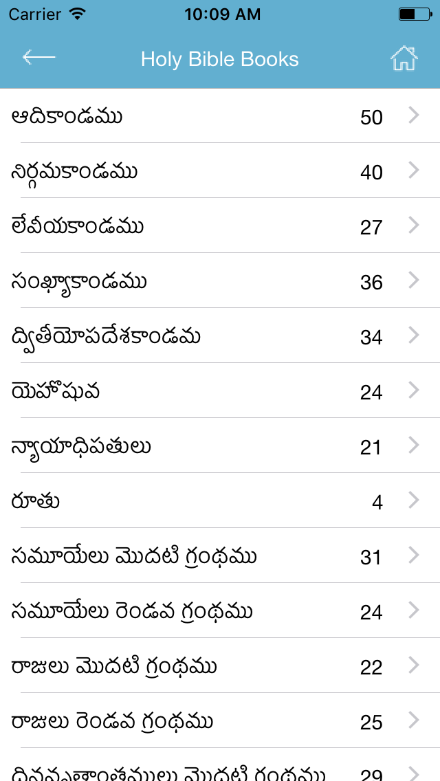 Carrier 10:09 AM
Holy Bible Books
ఆదికాండము 50
నిర్గమకాండము 40
లేవీయకాండము 27
సంఖ్యాకాండము 36
ద్వితీయోపదేశకాండమ 34
యెహొషువ 24
న్యాయాధిపతులు 21
రూతు 4
సమూయేలు మొదటి గ్రంథము 31
సమూయేలు రెండవ గ్రంథము 24
రాజులు మొదటి గ్రంథము 22
రాజులు రెండవ గ్రంథము 25
దినవృత్తాంతములు మొదటి గ్రంథము 29